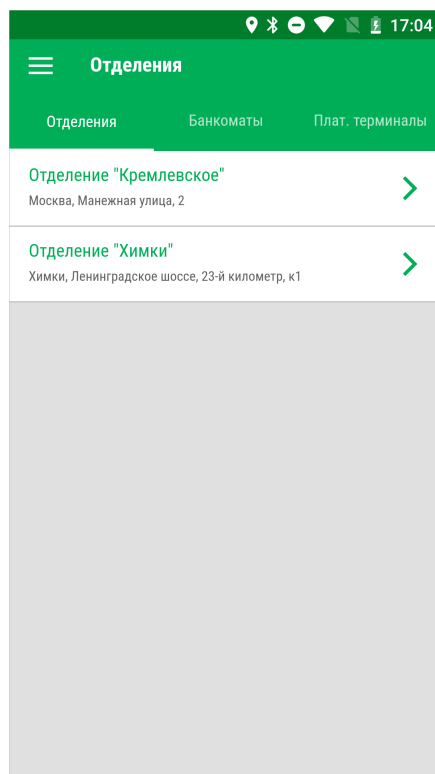 17:04
Отделения
Отделения Банкоматы Плат. терминалы
Отделение "Кремлевское"
Москва, Манежная улица, 2
Отделение "Химки"
Химки, Ленинградское шоссе, 23-й километр, к1